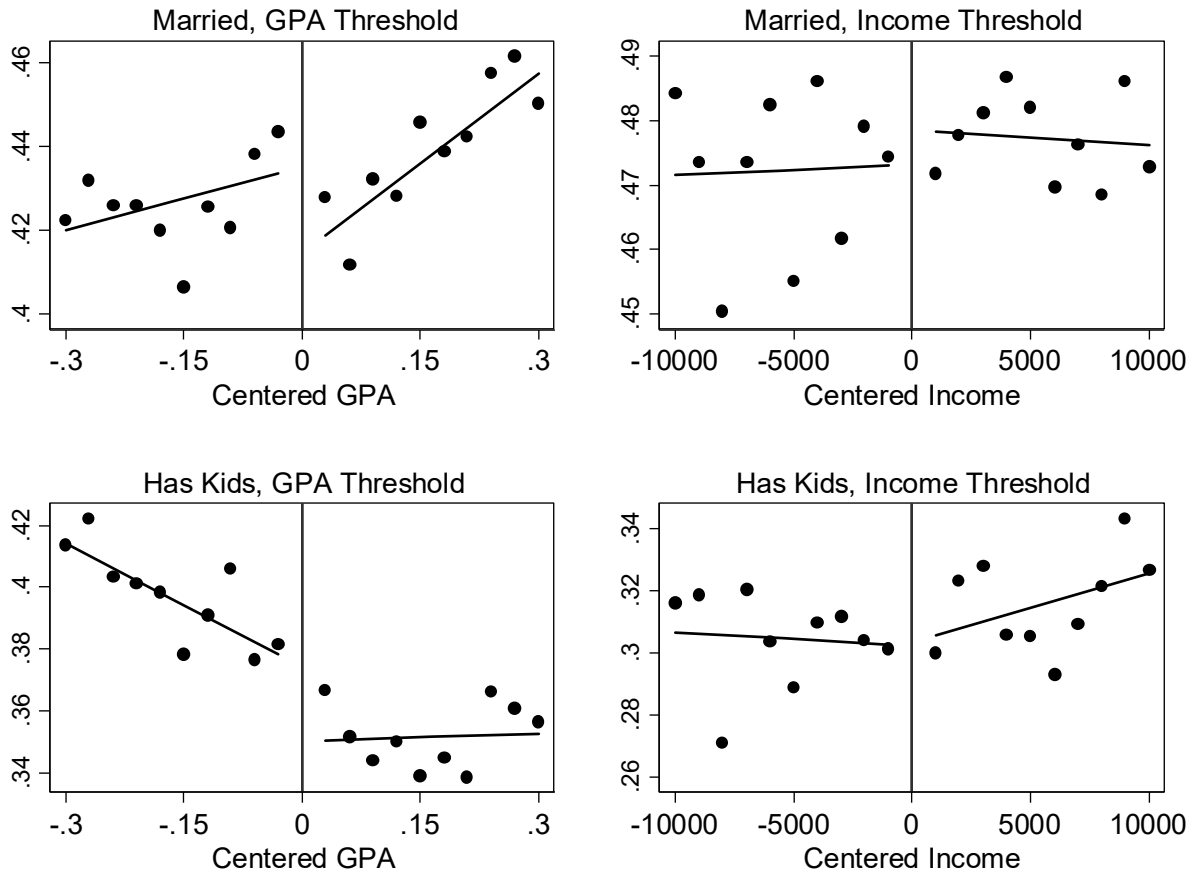 Married, GPA Threshold
.46
.44
.42
.4
-.3 -.15 0 .15 .3
Centered GPA
Married, Income Threshold
.49
.48
.47
.46
.45
-10000 -5000 0 5000 10000
Centered Income
Has Kids, GPA Threshold
.42
.4
.38
.36
.34
-.3 -.15 0 .15 .3
Centered GPA
Has Kids, Income Threshold
.34
.32
.3
.28
.26
-10000 -5000 0 5000 10000
Centered Income